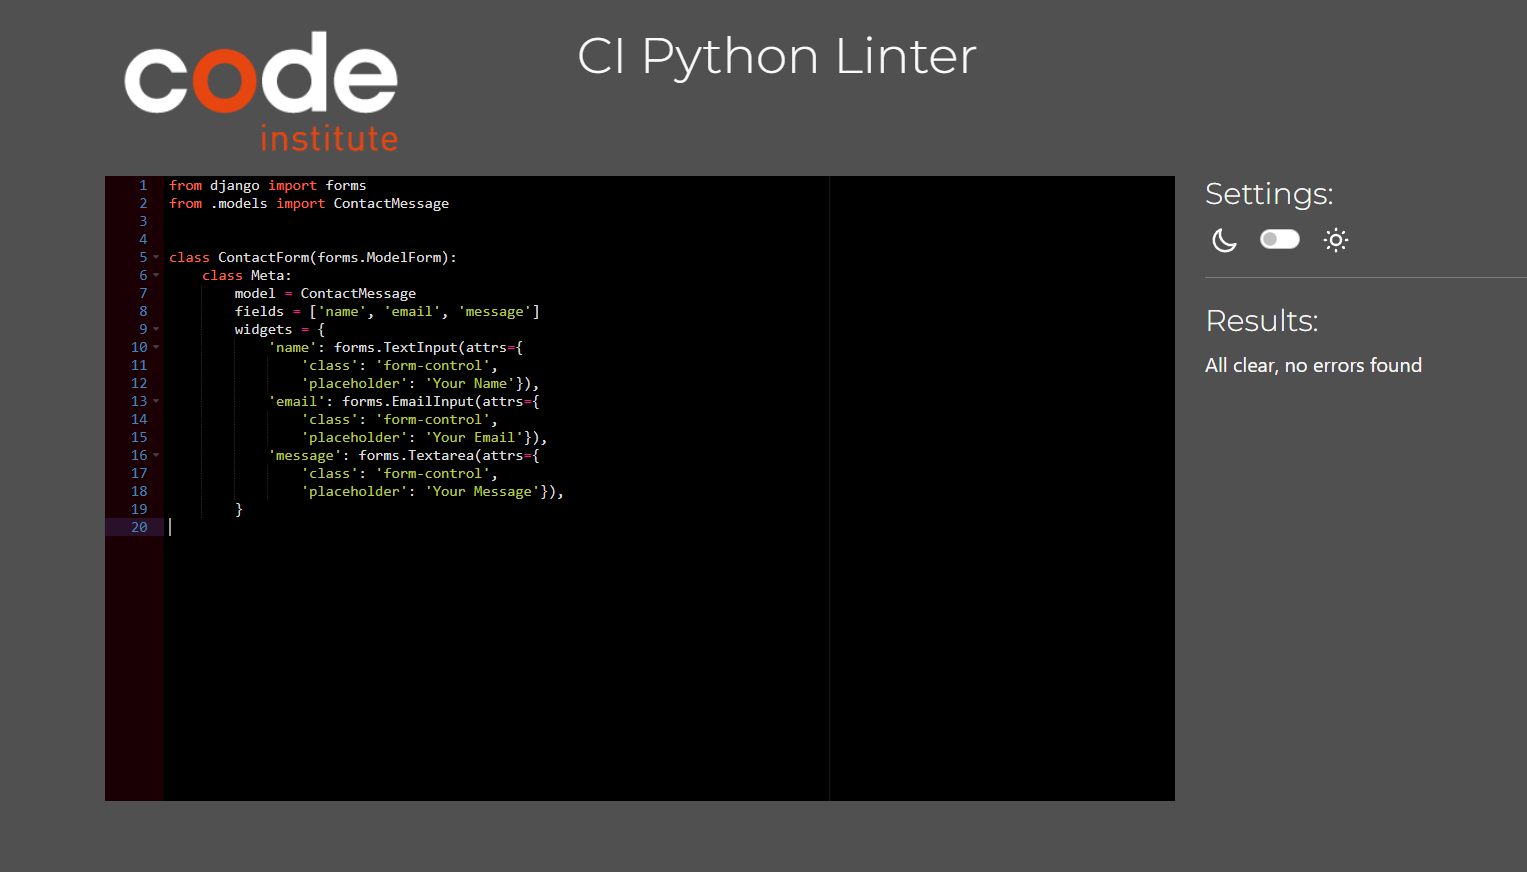 code
institute
CI Python Linter
1 from django import forms
2 from .models import ContactMessage
3
4
5 class ContactForm(forms.ModelForm):
6     class Meta:
7         model = ContactMessage
8         fields = ['name', 'email', 'message']
9         widgets = {
10             'name': forms.TextInput(attrs={
11                 'class': 'form-control',
12                 'placeholder': 'Your Name'}),
13             'email': forms.EmailInput(attrs={
14                 'class': 'form-control',
15                 'placeholder': 'Your Email'}),
16             'message': forms.Textarea(attrs={
17                 'class': 'form-control',
18                 'placeholder': 'Your Message'}),
19         }
20
Settings:
Results:
All clear, no errors found